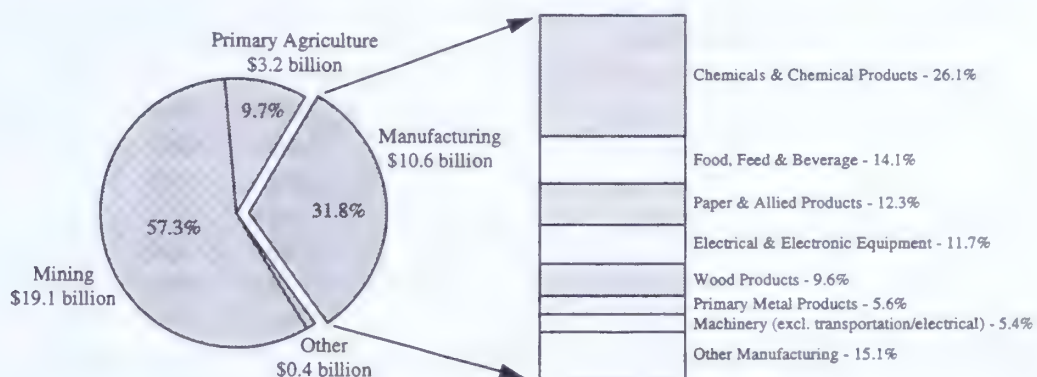 Primary Agriculture
$3.2 billion
9.7%
Manufacturing
$10.6 billion
31.8%
57.3%
Mining
$19.1 billion
Other
$0.4 billion
Chemicals & Chemical Products - 26.1%
Food, Feed & Beverage - 14.1%
Paper & Allied Products - 12.3%
Electrical & Electronic Equipment - 11.7%
Wood Products - 9.6%
Primary Metal Products - 5.6%
Machinery (excl. transportation/electrical) - 5.4%
Other Manufacturing - 15.1%